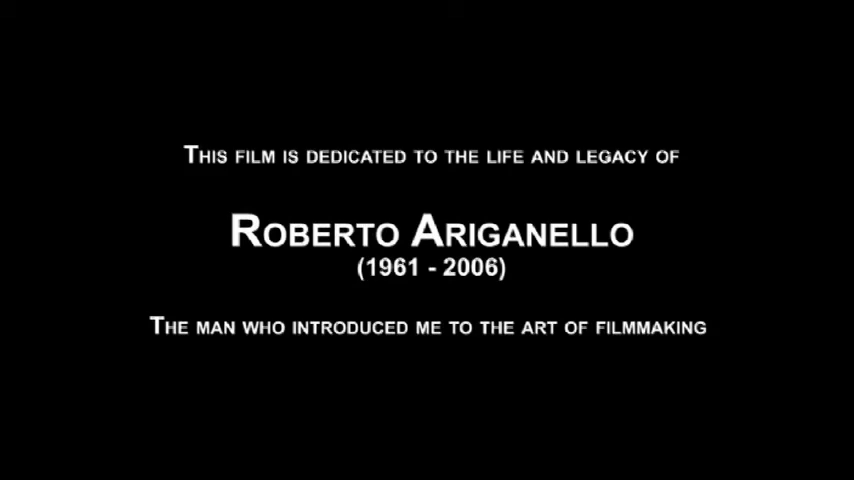 This film is dedicated to the life and legacy of
Roberto Ariganello
(1961 - 2006)
The man who introduced me to the art of filmmaking